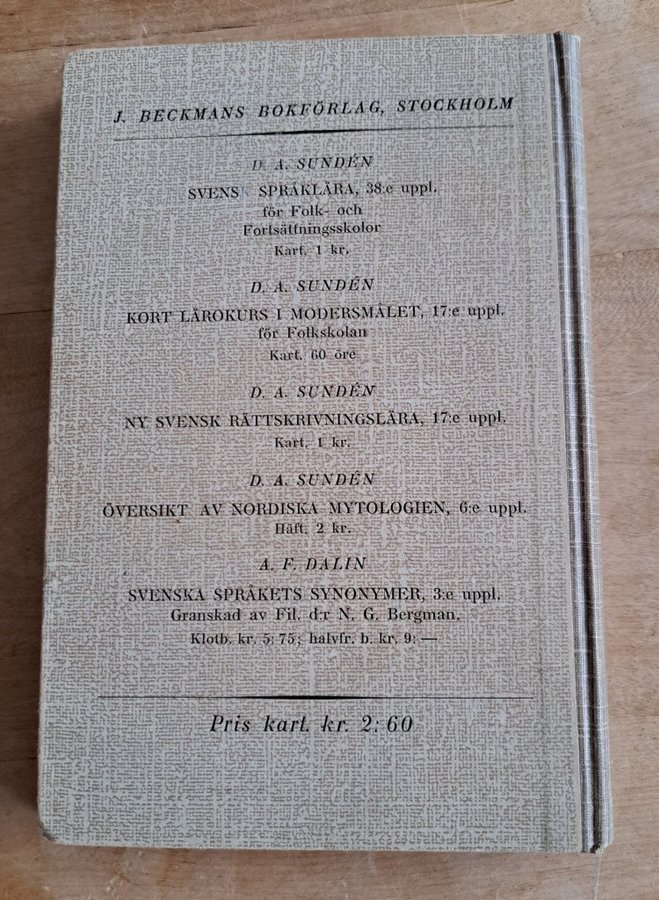 J. BECKMANS BOKFÖRLAG, STOCKHOLM
D. A. SUNDÉN
SVENSK SPRÅKLÄRA, 38:e uppl.
för Folk- och
Fortsättningsskolor
Kart. 1 kr.
D. A. SUNDÉN
KORT LÄROKURS I MODERSMÅLET, 17:e uppl.
för Folkskolan
Kart. 60 öre
D. A. SUNDÉN
NY SVENSK RÄTTSKRIVNINGSLÄRA, 17:e uppl.
Kart. 1 kr.
D. A. SUNDÉN
ÖVERSIKT AV NORDISKA MYTOLOGIEN, 6:e uppl.
Häft. 2 kr.
A. F. DALIN
SVENSKA SPRÅKETS SYNONYMER, 3:e uppl.
Granskad av Fil. d:r N. G. Bergman.
Klotb. kr. 5: 75; halvfr. b. kr. 9: —
Pris kart. kr. 2: 60